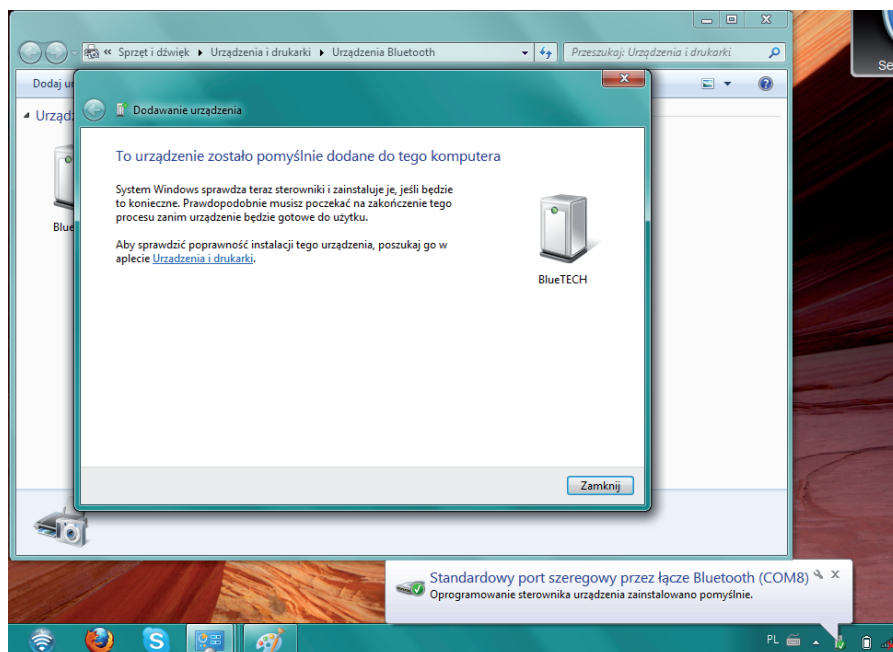 « Sprzęt i dźwięk ▸ Urządzenia i drukarki ▸ Urządzenia Bluetooth
Przeszukaj: Urządzenia i drukarki
Se
Dodaj
Dodawanie urządzenia
Urządz
To urządzenie zostało pomyślnie dodane do tego komputera
System Windows sprawdza teraz sterowniki i zainstaluje je, jeśli będzie
to konieczne. Prawdopodobnie musisz poczekać na zakończenie tego
procesu zanim urządzenie będzie gotowe do użytku.
Blue
Aby sprawdzić poprawność instalacji tego urządzenia, poszukaj go w
aplecie Urządzenia i drukarki.
BlueTECH
Zamknij
Standardowy port szeregowy przez łącze Bluetooth (COM8)
Oprogramowanie sterownika urządzenia zainstalowano pomyślnie.
PL